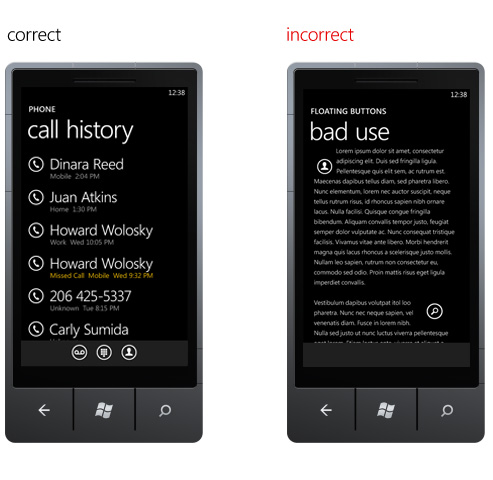 correct
incorrect
12:38
PHONE
call history
Dinara Reed
Mobile 2:04 PM
Juan Atkins
Home 1:30 PM
Howard Wolosky
Work Wed 10:05 PM
Howard Wolosky
Missed Call Mobile Wed 9:32 PM
206 425-5337
Unknown Tue 8:15 PM
Carly Sumida
12:38
FLOATING BUTTONS
bad use
Lorem ipsum dolor sit amet, consectetur
adipiscing elit. Duis sed fringilla ligula.
Pellentesque quis elit sem, ac rutrum est.
Maecenas dapibus tellus diam, sed pharetra libero.
Nunc elementum, lorem nec auctor suscipit, neque
tellus rutrum risus, id rhoncus sapien nibh ornare
lacus. Nulla facilisi. Quisque congue fringilla
bibendum. Aliquam convallis tempor justo, feugiat
semper dolor vulputate ac. Nunc consequat tristique
facilisis. Vivamus vitae ante libero. Morbi hendrerit
magna quis lacus rhoncus a scelerisque justo mollis.
Nullam leo sapien, rutrum non consectetur eu,
commodo sed odio. Proin mattis risus eget ligula
imperdiet convallis.
Vestibulum dapibus volutpat itol loo
rutrum. Nunc nec neque sapien, vel
venenatis diam. Fusce in lorem nibh.
Nulla sed justo ut nunc luctus viverra pellentesque